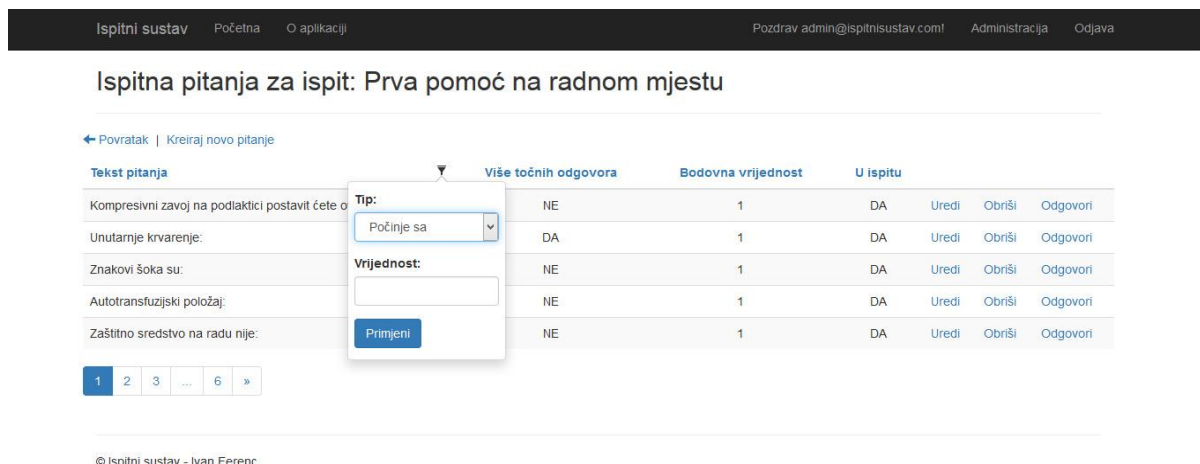 Ispitni sustav Početna O aplikaciji Pozdrav admin@ispitnisustav.com! Administracija Odjava
Ispitna pitanja za ispit: Prva pomoć na radnom mjestu
Povratak | Kreiraj novo pitanje
Tekst pitanja Više točnih odgovora Bodovna vrijednost U ispitu
Kompresivni zavoj na podlaktici postavit ćete NE 1 DA Uredi Obriši Odgovori
Unutarnje krvarenje: DA 1 DA Uredi Obriši Odgovori
Znakovi šoka su: NE 1 DA Uredi Obriši Odgovori
Autotransfuzijski položaj: NE 1 DA Uredi Obriši Odgovori
Zaštitno sredstvo na radu nije: NE 1 DA Uredi Obriši Odgovori
Tip:
Počinje sa
Vrijednost:
Primjeni
1 2 3 ... 6 »
© Ispitni sustav - Ivan Ferenc